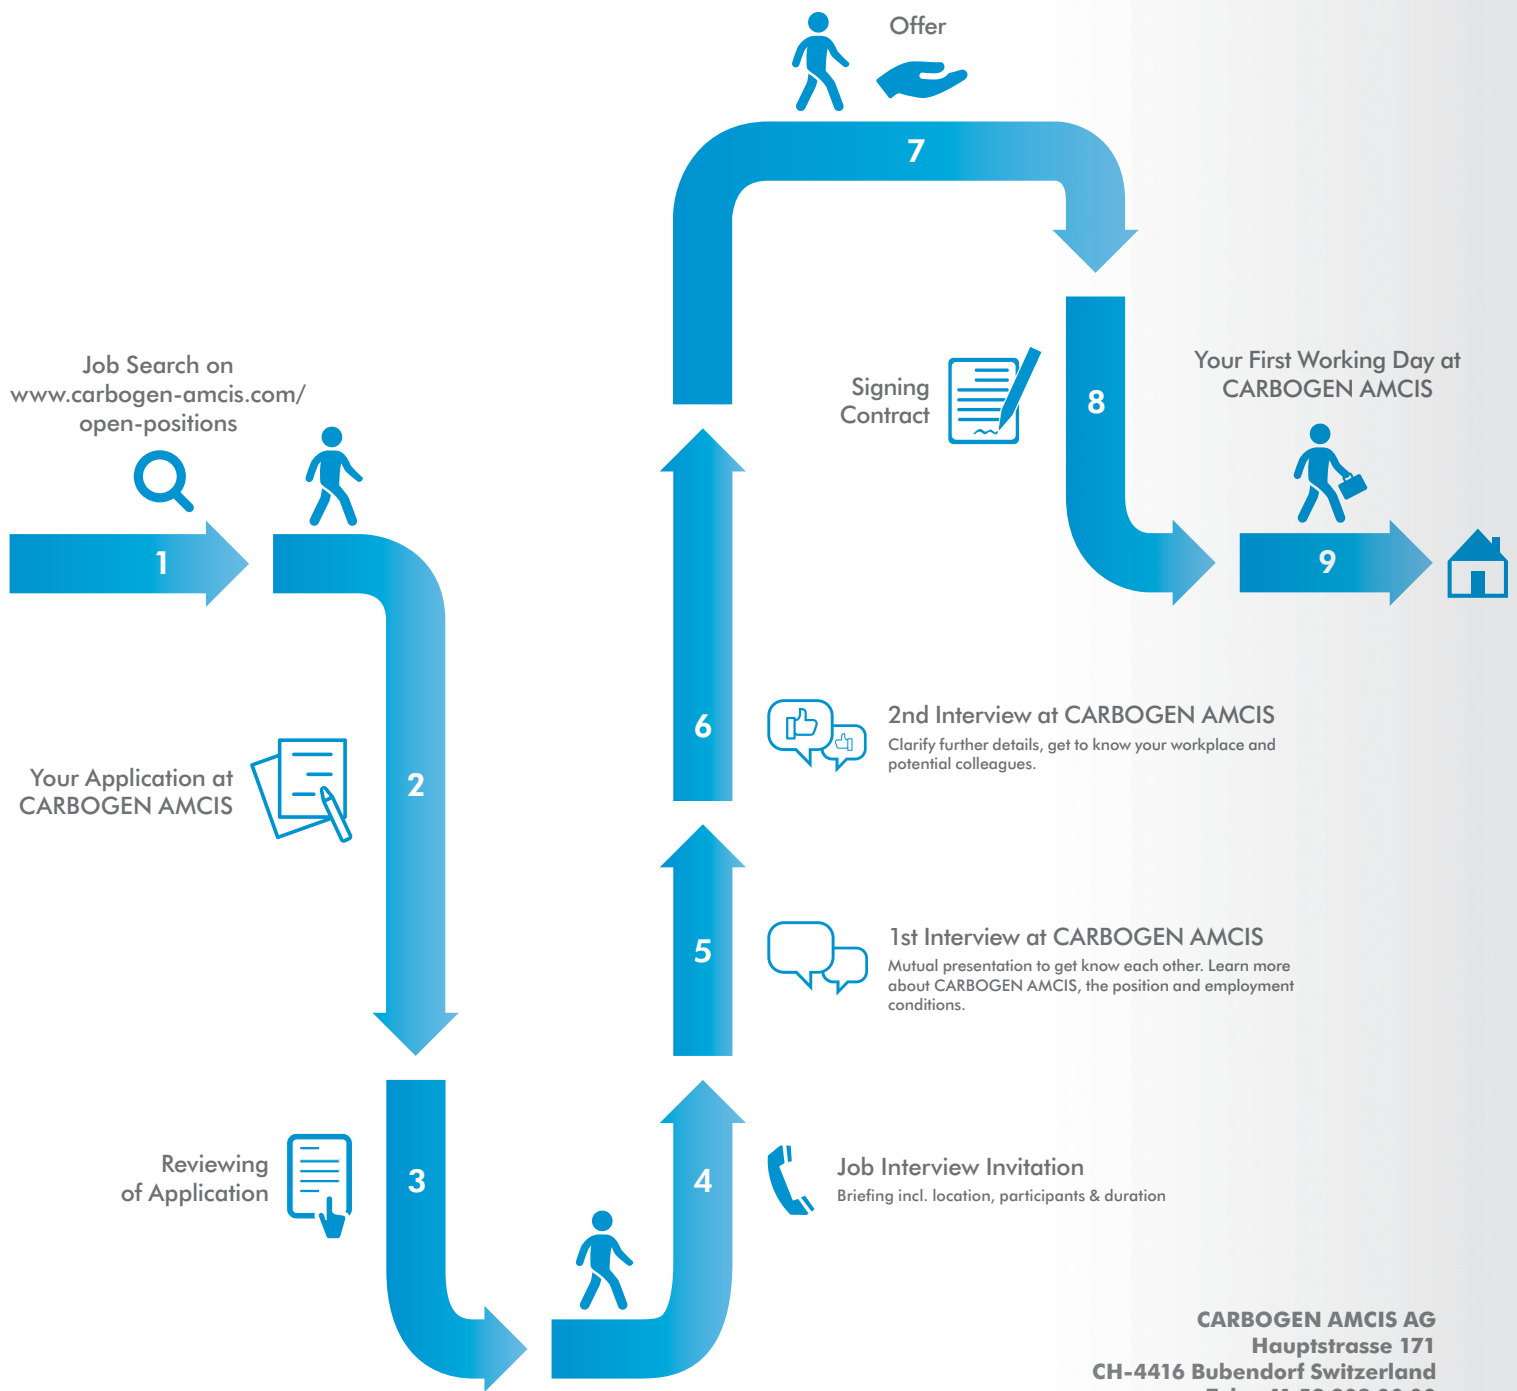 Job Search on
www.carbogen-amcis.com/
open-positions
1
2
Your Application at
CARBOGEN AMCIS
3
Reviewing
of Application
4
Job Interview Invitation
Briefing incl. location, participants & duration
5
1st Interview at CARBOGEN AMCIS
Mutual presentation to get know each other. Learn more
about CARBOGEN AMCIS, the position and employment
conditions.
6
2nd Interview at CARBOGEN AMCIS
Clarify further details, get to know your workplace and
potential colleagues.
Offer
7
Signing
Contract
8
Your First Working Day at
CARBOGEN AMCIS
9
CARBOGEN AMCIS AG
Hauptstrasse 171
CH-4416 Bubendorf Switzerland